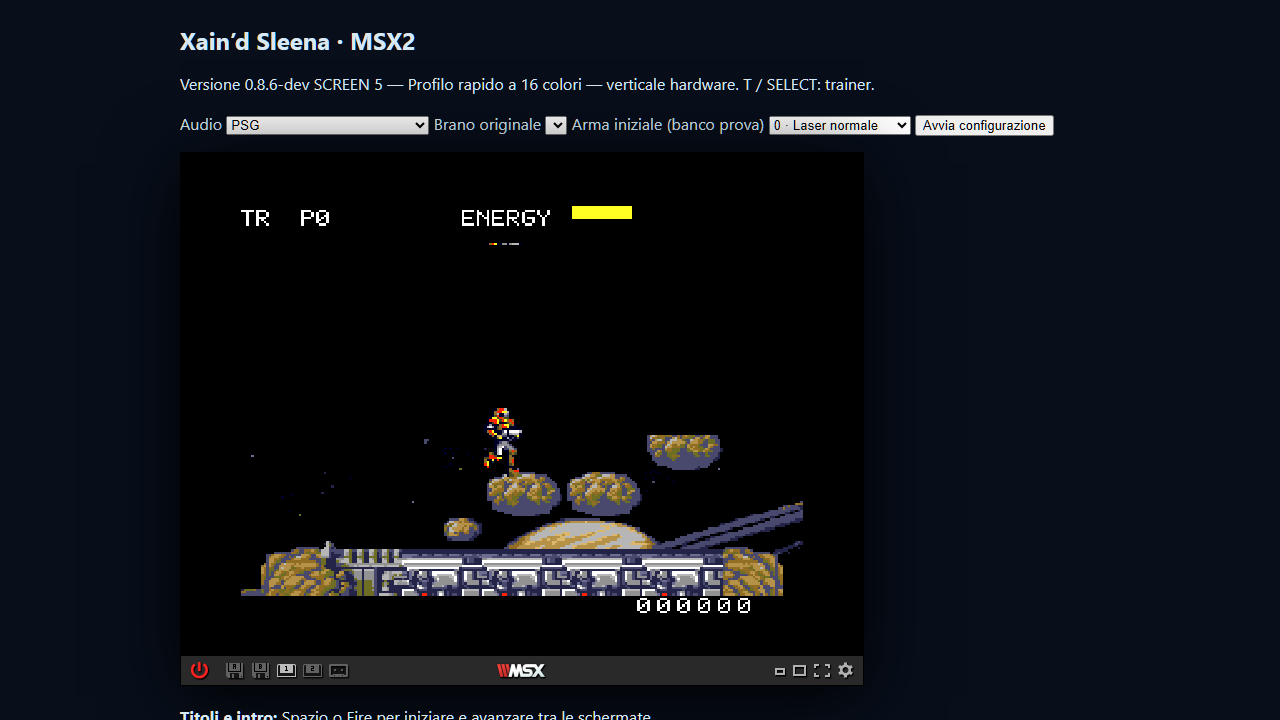 Xain’d Sleena · MSX2
Versione 0.8.6-dev SCREEN 5 — Profilo rapido a 16 colori — verticale hardware. T / SELECT: trainer.
Audio PSG Brano originale Arma iniziale (banco prova) 0 · Laser normale Avvia configurazione
TR P0 ENERGY
000000
MSX
Titoli e intro: Spazio o Fire per iniziare e avanzare tra le schermate.